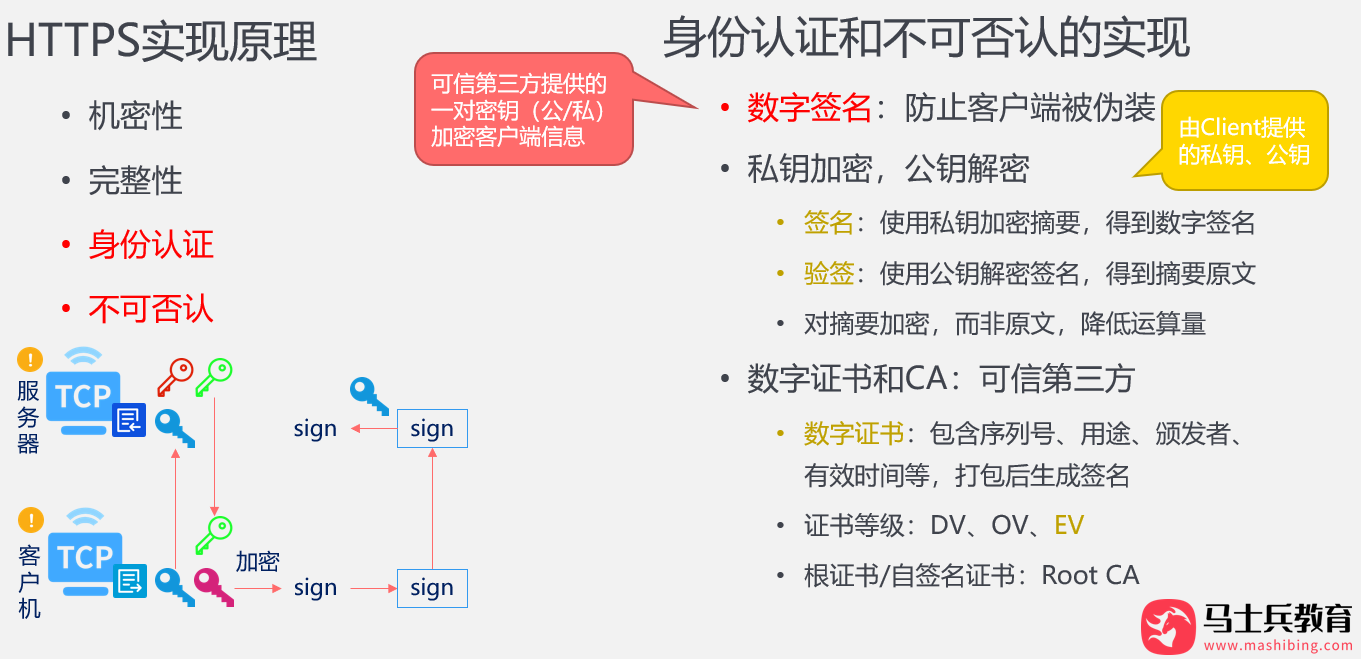 HTTPS实现原理
机密性
完整性
身份认证
不可否认
可信第三方提供的
一对密钥（公/私）
加密客户端信息
身份认证和不可否认的实现
数字签名：防止客户端被伪装
由Client提供
的私钥、公钥
私钥加密，公钥解密
签名：使用私钥加密摘要，得到数字签名
验签：使用公钥解密签名，得到摘要原文
对摘要加密，而非原文，降低运算量
数字证书和CA：可信第三方
数字证书：包含序列号、用途、颁发者、
有效时间等，打包后生成签名
证书等级：DV、OV、EV
根证书/自签名证书：Root CA
服务器
TCP
sign
sign
客户机
TCP
加密
sign
sign
马士兵教育
www.mashibing.com